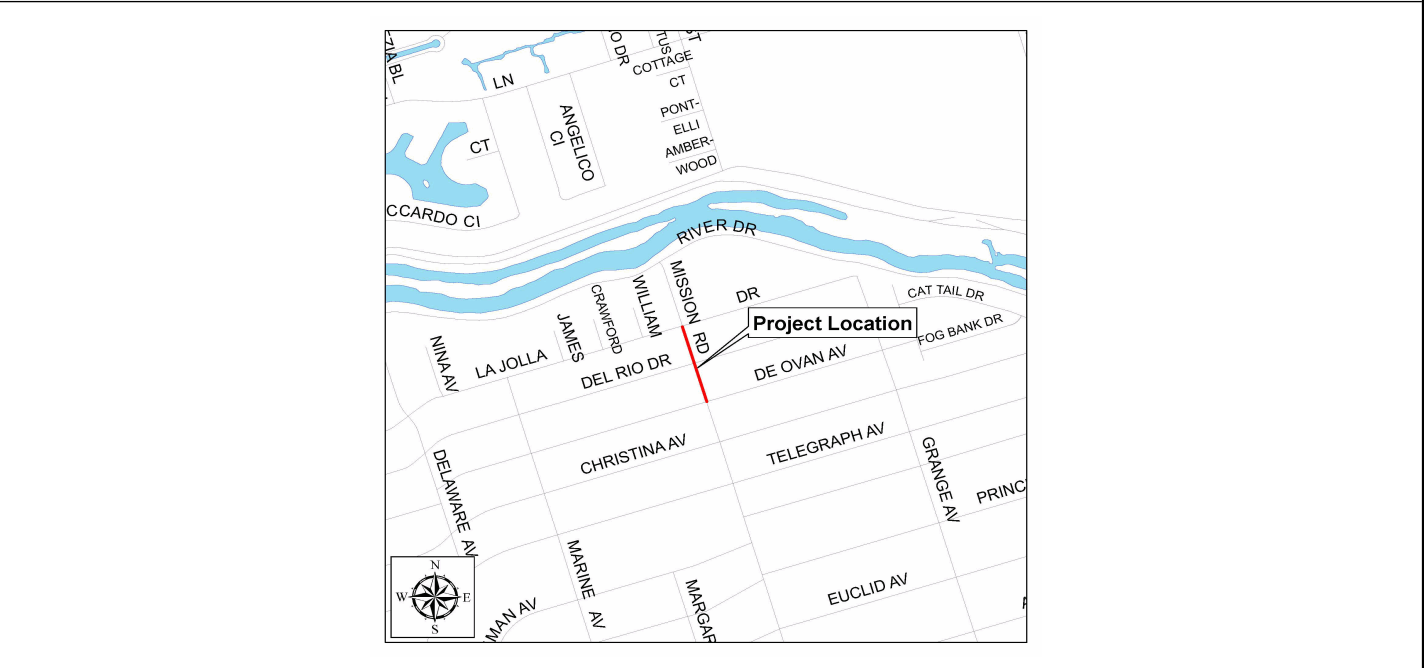 ZIA BL
LN
O DR
TUS
ST
COTTAGE
CT
PONT-
ELLI
AMBER-
WOOD
ANGELICO
CI
CT
CCARDO CI
RIVER DR
MISSION RD
DR
CAT TAIL DR
Project Location
FOG BANK DR
WILLIAM
CRAWFORD
JAMES
NINA AV
LA JOLLA
DEL RIO DR
DE OVAN AV
CHRISTINA AV
TELEGRAPH AV
GRANGE AV
PRINC
DELAWARE AV
MARINE AV
MARGAR
EUCLID AV
MAN AV
N
W E
S